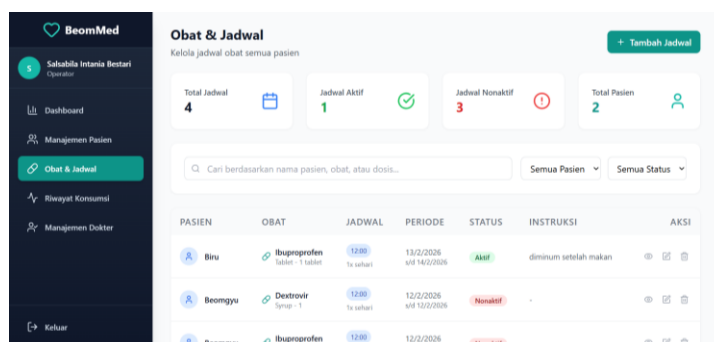 BeomMed
S
Salsabila Intania Bestari
Operator
Dashboard
Manajemen Pasien
Obat & Jadwal
Riwayat Konsumsi
Manajemen Dokter
Keluar
Obat & Jadwal
Kelola jadwal obat semua pasien
+ Tambah Jadwal
Total Jadwal
4
Jadwal Aktif
1
Jadwal Nonaktif
3
Total Pasien
2
Cari berdasarkan nama pasien, obat, atau dosis...
Semua Pasien
Semua Status
PASIEN OBAT JADWAL PERIODE STATUS INSTRUKSI AKSI
Biru Ibuproprofen 12:00 13/2/2026 Aktif diminum setelah makan
Tablet - 1 tablet 1x sehari s/d 14/2/2026
Beomgyu Dextrovir 12:00 12/2/2026 Nonaktif -
Syrup - 1 1x sehari s/d 12/2/2026
Ibuproprofen 12:00 12/2/2026